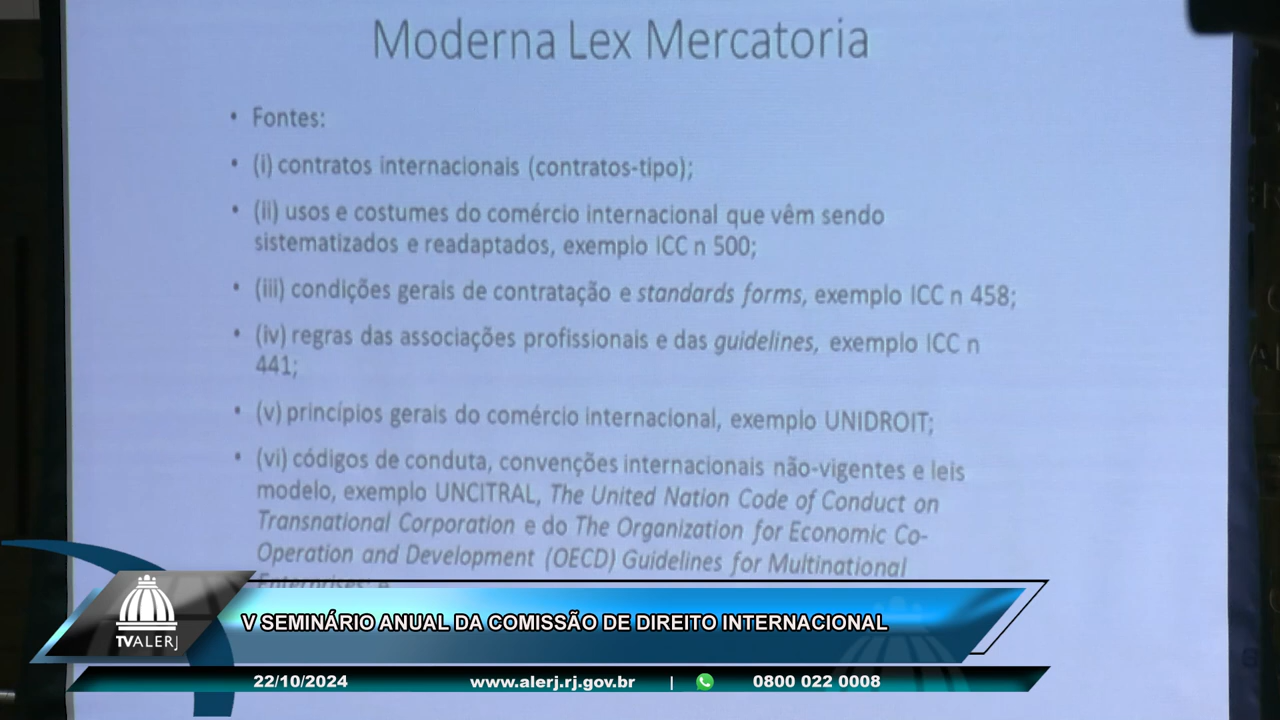 Moderna Lex Mercatoria
• Fontes:
• (i) contratos internacionais (contratos-tipo);
• (ii) usos e costumes do comércio internacional que vêm sendo
sistematizados e readaptados, exemplo ICC n 500;
• (iii) condições gerais de contratação e standards forms, exemplo ICC n 458;
• (iv) regras das associações profissionais e das guidelines, exemplo ICC n
441;
• (v) princípios gerais do comércio internacional, exemplo UNIDROIT;
• (vi) códigos de conduta, convenções internacionais não-vigentes e leis
modelo, exemplo UNCITRAL, The United Nation Code of Conduct on
Transnational Corporation e do The Organization for Economic Co-
Operation and Development (OECD) Guidelines for Multinational
Enterprises; e
V SEMINÁRIO ANUAL DA COMISSÃO DE DIREITO INTERNACIONAL
TVALERJ
22/10/2024 www.alerj.rj.gov.br | 0800 022 0008